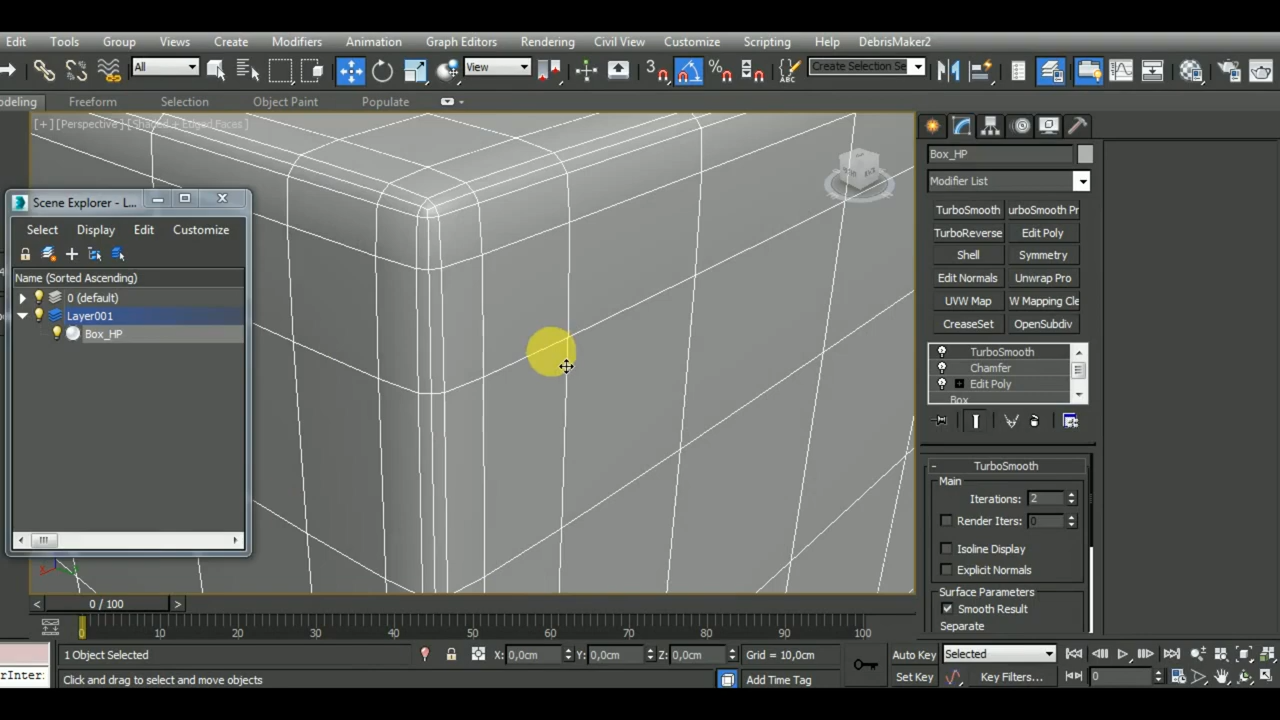 Edit Tools Group Views Create Modifiers Animation Graph Editors Rendering Civil View Customize Scripting Help DebrisMaker2
All View 3 % ABC Create Selection Se
odeling Freeform Selection Object Paint Populate
[+] [Perspective] [Shaded + Edged Faces]
Scene Explorer - L...
Select Display Edit Customize
Name (Sorted Ascending)
0 (default)
Layer001
Box_HP
Box_HP
Modifier List
TurboSmooth urboSmooth Pr
TurboReverse Edit Poly
Shell Symmetry
Edit Normals Unwrap Pro
UVW Map W Mapping Cle
CreaseSet OpenSubdiv
TurboSmooth
Chamfer
Edit Poly
Box
- TurboSmooth
Main
Iterations: 2
Render Iters: 0
Isoline Display
Explicit Normals
Surface Parameters
Smooth Result
Separate
< 0 / 100 >
0 10 20 30 40 50 60 70 80 90 100
1 Object Selected X: 0,0cm Y: 0,0cm Z: 0,0cm Grid = 10,0cm Auto Key Selected
rInter: Click and drag to select and move objects Add Time Tag Set Key Key Filters... 0